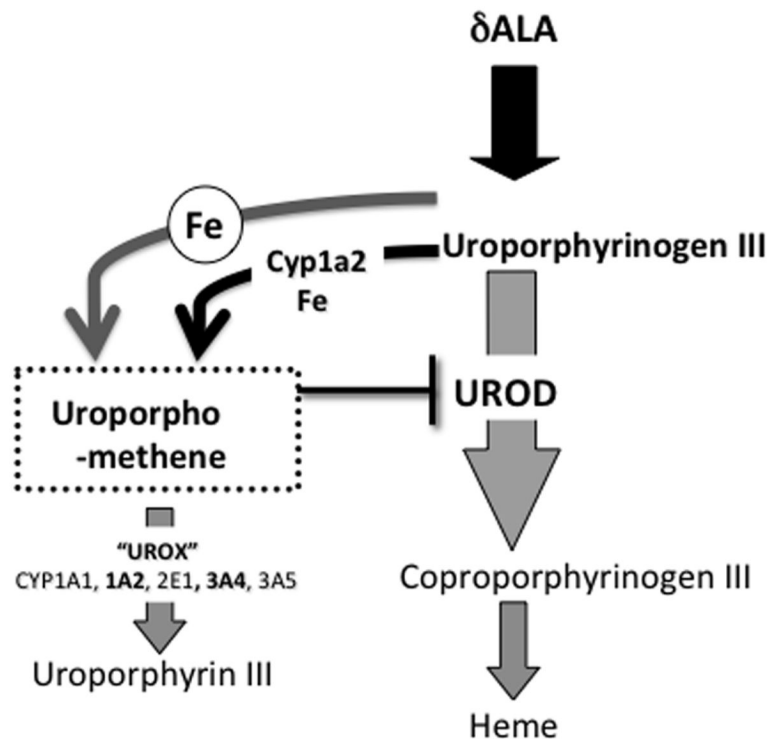 δALA
Fe
Uroporphyrinogen III
Cyp1a2
Fe
Uroporpho
-methene
UROD
“UROX”
CYP1A1, 1A2, 2E1, 3A4, 3A5
Coproporphyrinogen III
Uroporphyrin III
Heme